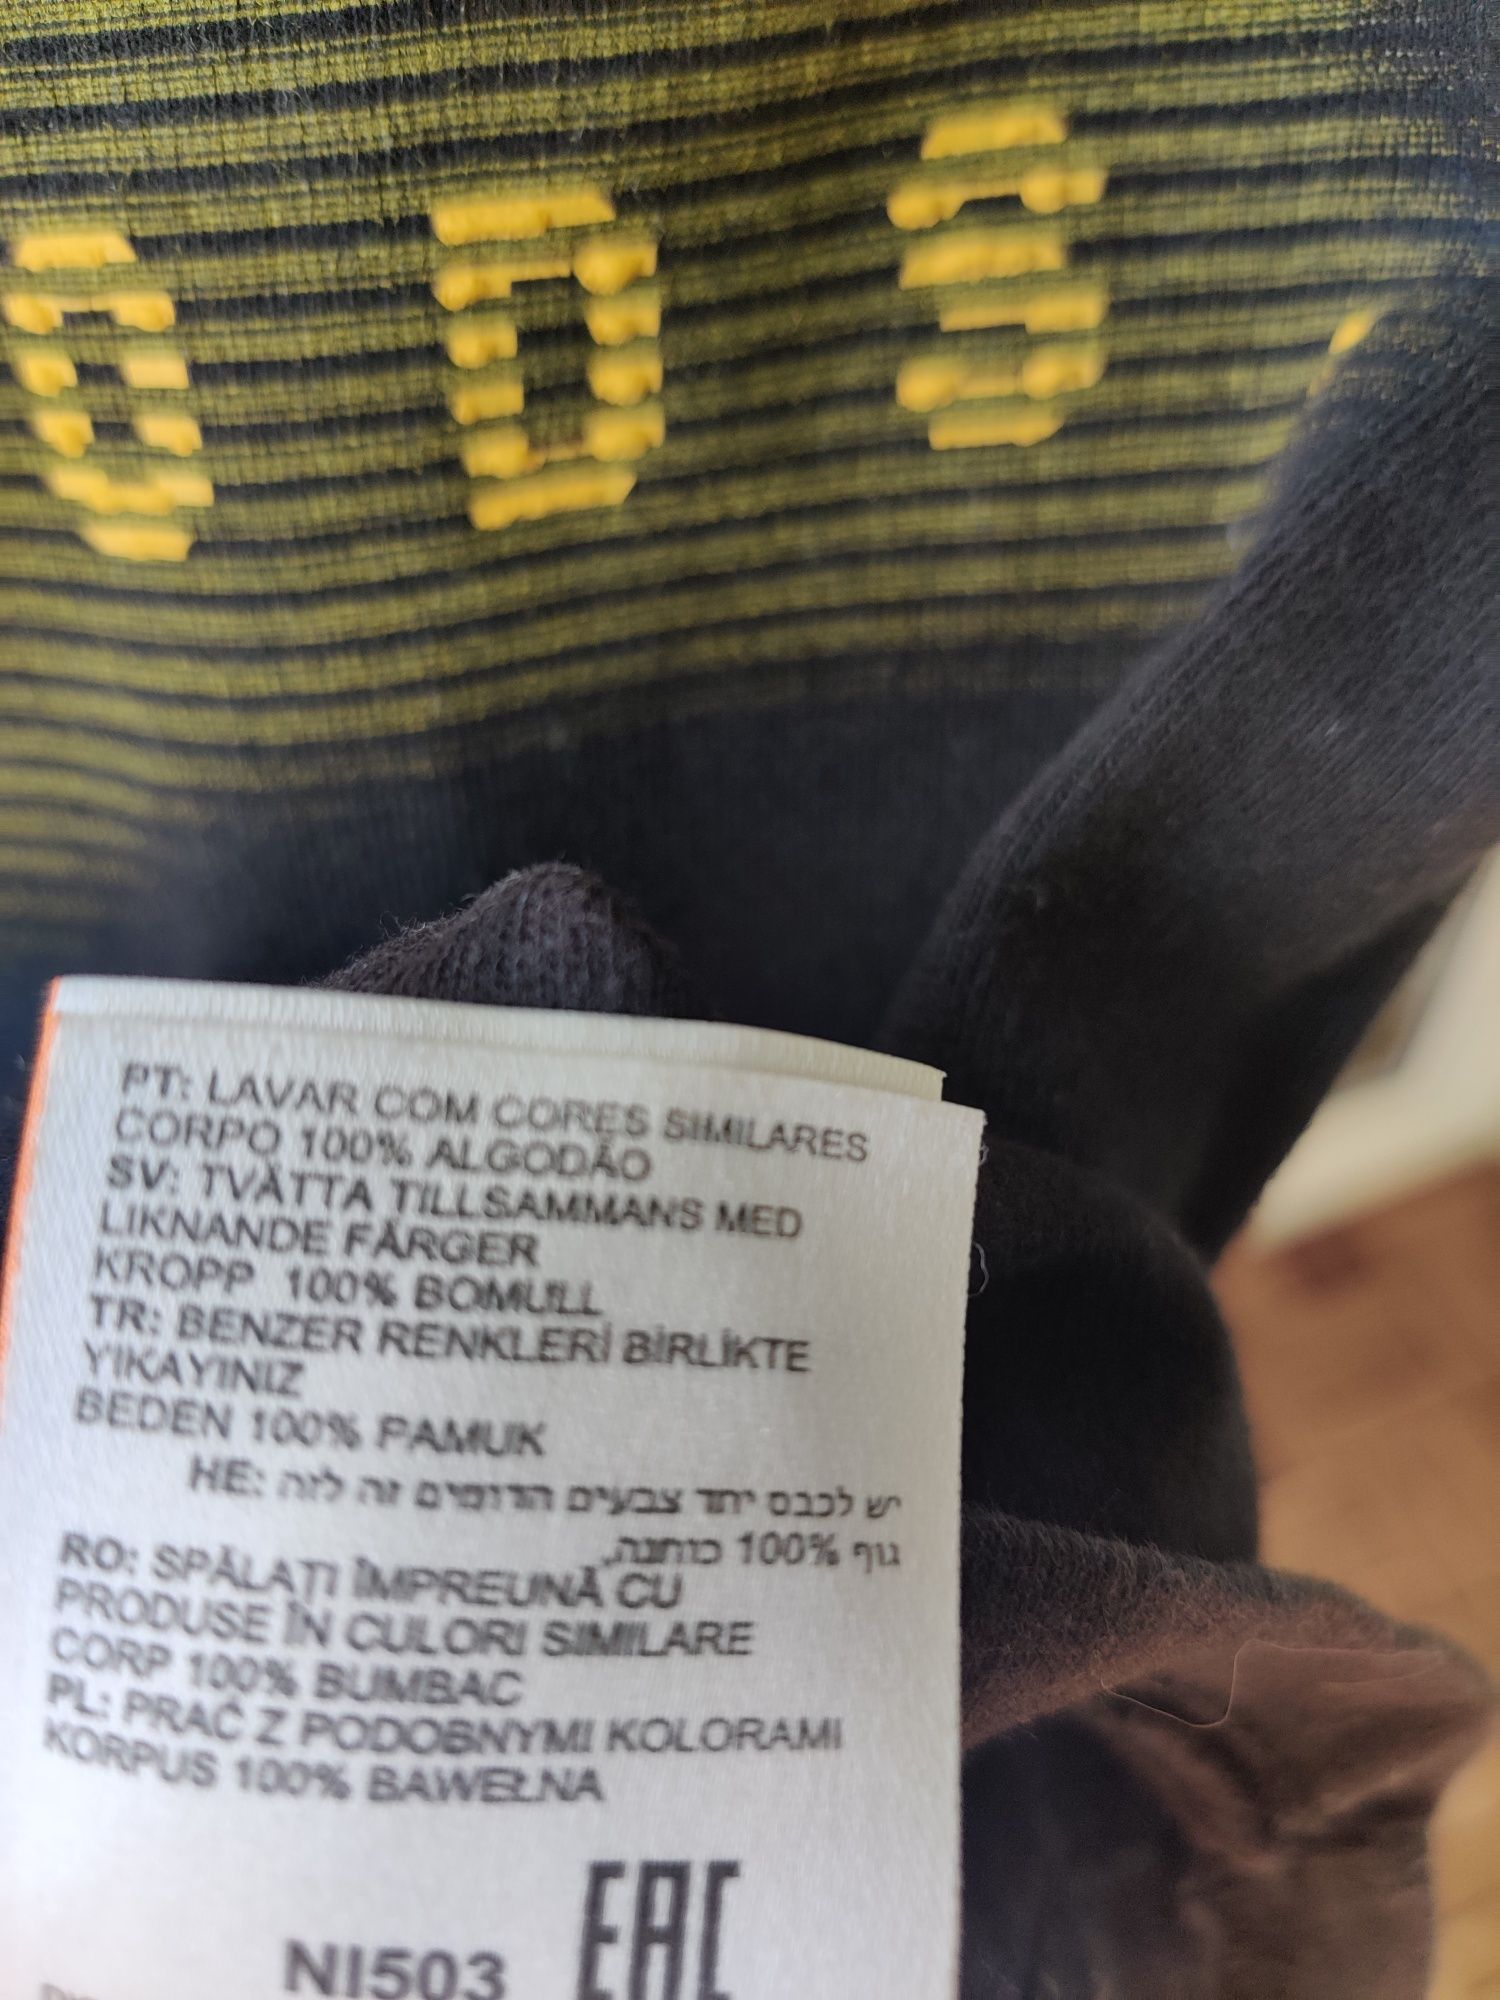 PT: LAVAR COM CORES SIMILARES
CORPO 100% ALGODÃO
SV: TVÄTTA TILLSAMMANS MED
LIKNANDE FÄRGER
KROPP 100% BOMULL
TR: BENZER RENKLERİ BİRLİKTE
YIKAYINIZ
BEDEN 100% PAMUK
HE: יש לכבס יחד צבעים הדומים זה לזה
גוף 100% כותנה.
RO: SPĂLAȚI ÎMPREUNĂ CU
PRODUSE ÎN CULORI SIMILARE
CORP 100% BUMBAC
PL: PRAĆ Z PODOBNYMI KOLORAMI
KORPUS 100% BAWEŁNA
EAC
NI503